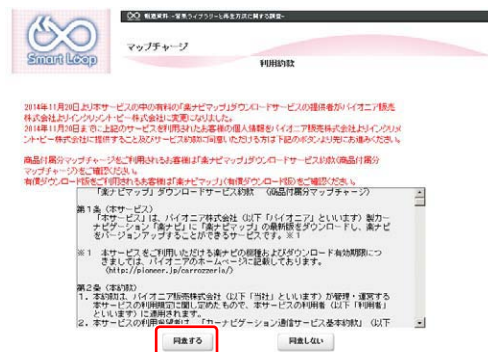 Smart Loop
マップチャージ
利用約款
2014年11月20日より本サービスの中の有料の「楽ナビマップ」ダウンロードサービスの提供者がパイオニア販売
株式会社よりインクリメント・ピー株式会社に変更になりました。
2014年11月20日までに上記のサービスを利用されたお客様の個人情報をパイオニア販売株式会社よりインクリメ
ント・ピー株式会社に提供すること及びサービス約款に同意いただける方は下記のボタンより先にお進みください。
商品付属分マップチャージをご利用されるお客様は「楽ナビマップ」ダウンロードサービス約款(商品付属分
マップチャージ)をご確認ください。
有償ダウンロード版をご利用されるお客様は「楽ナビマップ」(有償ダウンロード版)をご確認ください。
「楽ナビマップ」ダウンロードサービス約款 (商品付属分マップチャージ)
第1条(本サービス)
「本サービス」は、パイオニア株式会社(以下「パイオニア」といいます)製カー
ナビゲーション「楽ナビ」に「楽ナビマップ」の最新版をダウンロードし、楽ナビ
をバージョンアップすることができるサービスです。※1
※1 本サービスをご利用いただける楽ナビの機種およびダウンロード有効期限につ
きましては、パイオニアのホームページに記載しております。
(http://pioneer.jp/carrozzeria/)
第2条(本約款)
1. 本約款は、パイオニア販売株式会社(以下「当社」といいます)が管理・運営する
本サービスの利用規定に関し定めたもので、本サービスの利用者(以下「利用者」
といいます)に適用されます。
2. 本サービスの利用希望者は、「カーナビゲーション通信サービス基本約款」(以下
同意する
同意しない